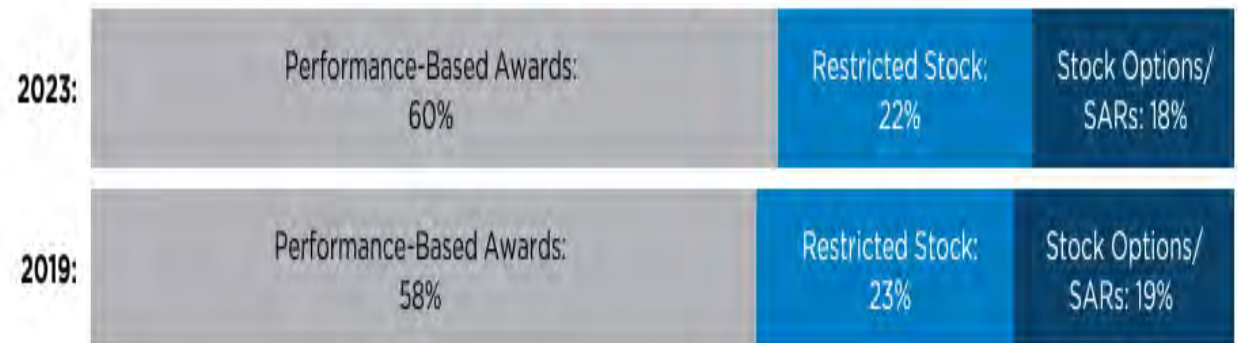 2023:
Performance-Based Awards:
60%
Restricted Stock:
22%
Stock Options/
SARs: 18%
2019:
Performance-Based Awards:
58%
Restricted Stock:
23%
Stock Options/
SARs: 19%